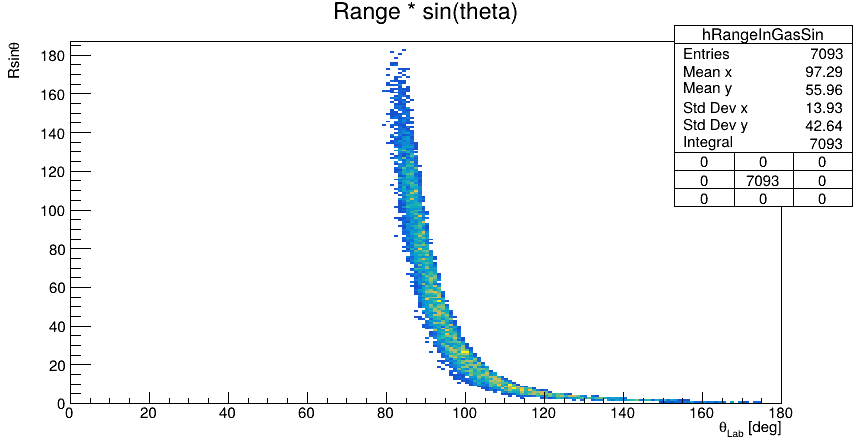 Range * sin(theta)
hRangeInGasSin
Entries 7093
Mean x 97.29
Mean y 55.96
Std Dev x 13.93
Std Dev y 42.64
Integral 7093
0 0 0
0 7093 0
0 0 0
Rsinθ
180
160
140
120
100
80
60
40
20
0
0 20 40 60 80 100 120 140 160 180
θLab [deg]